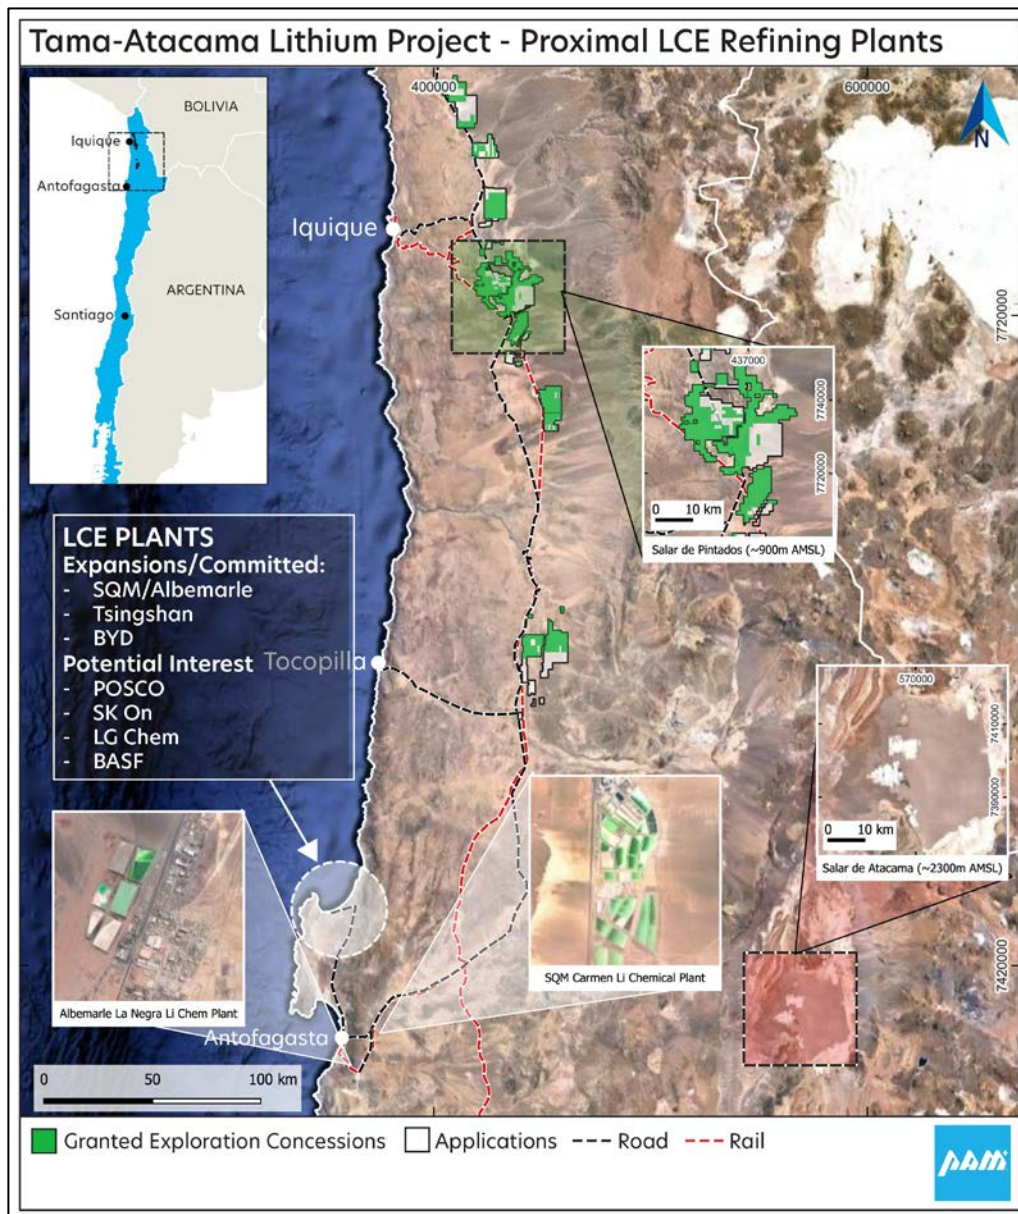 Tama-Atacama Lithium Project - Proximal LCE Refining Plants
400000
600000
BOLIVIA
Iquique
Antofagasta
ARGENTINA
Santiago
N
Iquique
7720000
437000
7740000
7720000
0 10 km
Salar de Pintados (~900m AMSL)
LCE PLANTS
Expansions/Committed:
- SQM/Albemarle
- Tsingshan
- BYD
Potential Interest
- POSCO
- SK On
- LG Chem
- BASF
Tocopilla
570000
7410000
7390000
0 10 km
Salar de Atacama (~2300m AMSL)
SQM Carmen Li Chemical Plant
Albemarle La Negra Li Chem Plant
7420000
Antofagasta
0 50 100 km
Granted Exploration Concessions Applications Road Rail
PAM